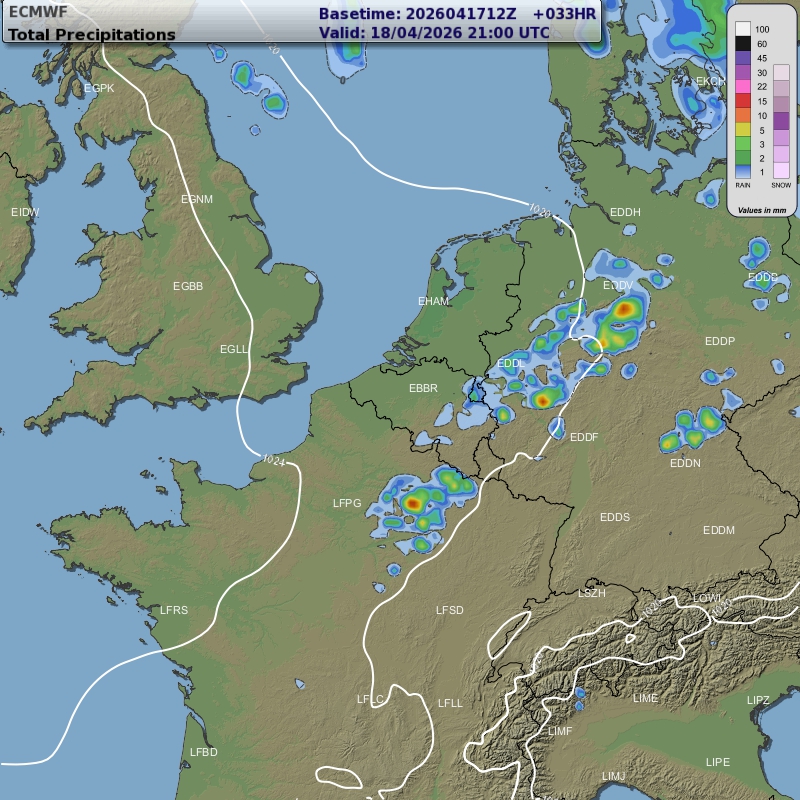 ECMWF
Basetime: 2026041712Z +033HR
Total Precipitations
Valid: 18/04/2026 21:00 UTC
100
60
45
30
22
15
10
5
3
2
1
RAIN SNOW
Values in mm
1020
EGPK
EKCH
EIDW
EGNM
1020
EDDH
EGBB
EDDV
EDDB
EHAM
EGLL
EDDP
EDDL
EBBR
EDDF
1024
EDDN
LFPG
EDDS
EDDM
LSZH
LOWI
1020
1020
LFRS
LFSD
LFLC
LFLL
LIME
LIPZ
LIMF
LFBD
LIPE
LIMJ